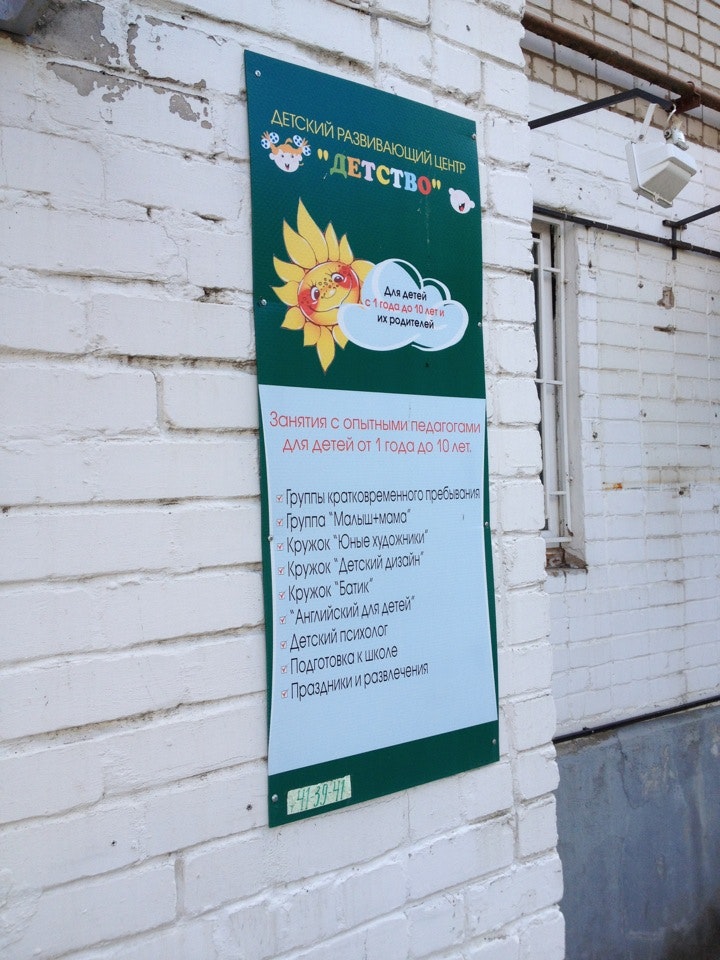 ДЕТСКИЙ РАЗВИВАЮЩИЙ ЦЕНТР
"ДЕТСТВО"
Для детей
с 1 года до 10 лет и
их родителей
Занятия с опытными педагогами
для детей от 1 года до 10 лет.
Группы кратковременного пребывания
Группа "Малыш+мама"
Кружок "Юные художники"
Кружок "Детский дизайн"
Кружок "Батик"
"Английский для детей"
Детский психолог
Подготовка к школе
Праздники и развлечения
41-39-41